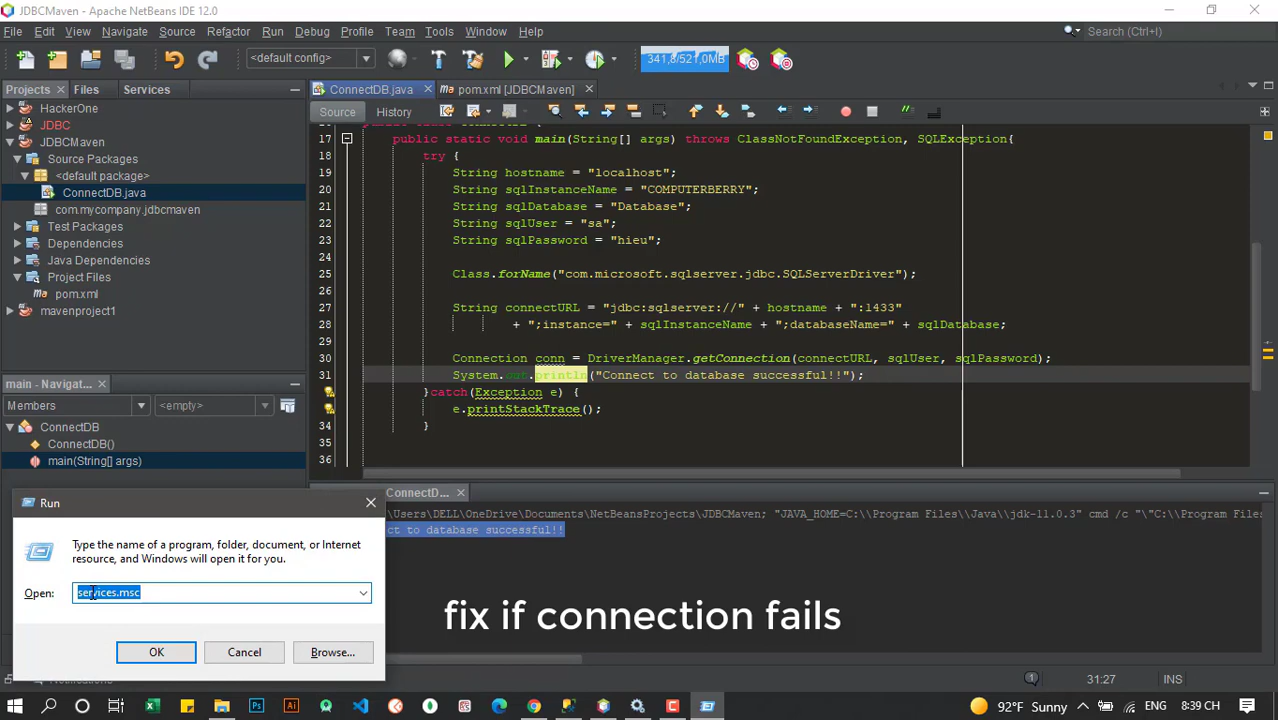 JDBCMaven - Apache NetBeans IDE 12.0
File Edit View Navigate Source Refactor Run Debug Profile Team Tools Window Help
Search (Ctrl+I)
<default config>
341,8/521,0MB
Projects Files Services
ConnectDB.java
pom.xml [JDBCMaven]
Source History
HackerOne
JDBC
JDBCMaven
Source Packages
<default package>
ConnectDB.java
com.mycompany.jdbcmaven
Test Packages
Dependencies
Java Dependencies
Project Files
pom.xml
mavenproject1
17 public static void main(String[] args) throws ClassNotFoundException, SQLException{
18 try {
19 String hostname = "localhost";
20 String sqlInstanceName = "COMPUTERBERRY";
21 String sqlDatabase = "Database";
22 String sqlUser = "sa";
23 String sqlPassword = "hieu";
24
25 Class.forName("com.microsoft.sqlserver.jdbc.SQLServerDriver");
26
27 String connectURL = "jdbc:sqlserver://" + hostname + ":1433"
28 + ";instance=" + sqlInstanceName + ";databaseName=" + sqlDatabase;
29
30 Connection conn = DriverManager.getConnection(connectURL, sqlUser, sqlPassword);
31 System.out.println("Connect to database successful!!");
}catch(Exception e) {
e.printStackTrace();
34 }
35
36
main - Navigat...
Members <empty>
ConnectDB
ConnectDB()
main(String[] args)
ConnectD...
\Users\DELL\OneDrive\Documents\NetBeansProjects\JDBCMaven; "JAVA_HOME=C:\\Program Files\\Java\\jdk-11.0.3" cmd /c "\"C:\\Program Files
ct to database successful!!
Run
Type the name of a program, folder, document, or Internet
resource, and Windows will open it for you.
Open: services.msc
OK Cancel Browse...
fix if connection fails
1 31:27 INS
92°F Sunny ENG 8:39 CH